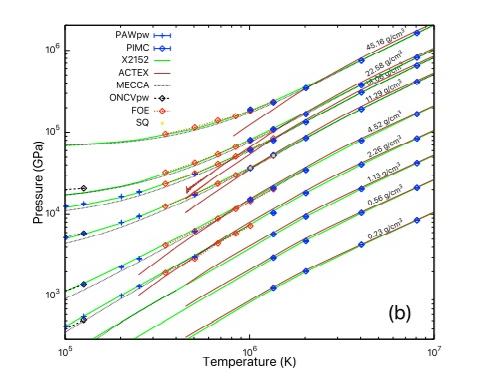 PAWpw
PIMC
X2152
ACTEX
MECCA
ONCVpw
FOE
SQ
45.16 g/cm³
22.58 g/cm³
11.29 g/cm³
4.52 g/cm³
2.26 g/cm³
1.13 g/cm³
0.56 g/cm³
0.23 g/cm³
(b)
10⁶
10⁵
10⁴
10³
Pressure (GPa)
10⁵
10⁶
10⁷
Temperature (K)